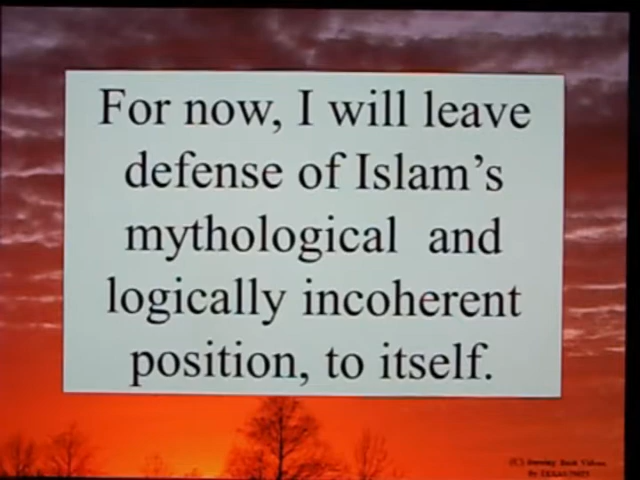 For now, I will leave
defense of Islam's
mythological and
logically incoherent
position, to itself.
(C)